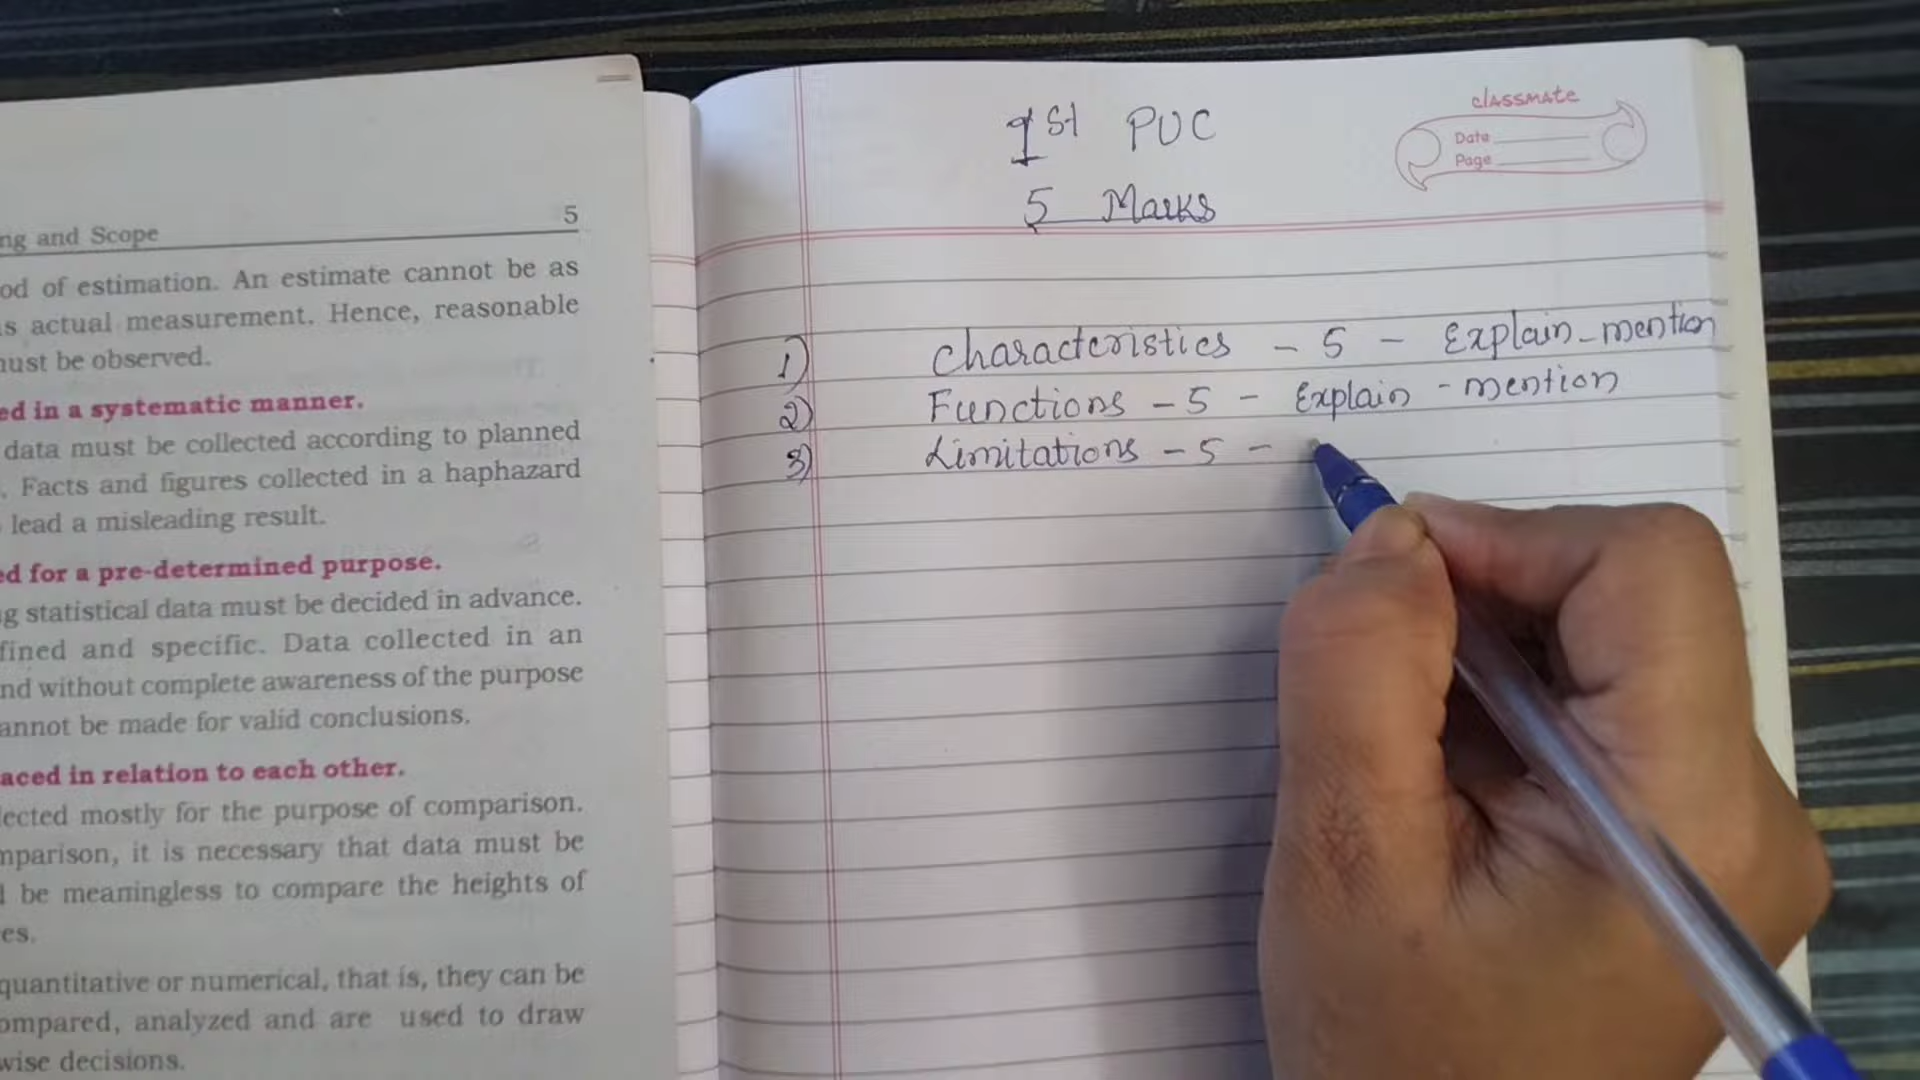 5
ng and Scope
od of estimation. An estimate cannot be as
s actual measurement. Hence, reasonable
must be observed.
ed in a systematic manner.
data must be collected according to planned
. Facts and figures collected in a haphazard
lead a misleading result.
ed for a pre-determined purpose.
g statistical data must be decided in advance.
fined and specific. Data collected in an
nd without complete awareness of the purpose
annot be made for valid conclusions.
aced in relation to each other.
lected mostly for the purpose of comparison.
mparison, it is necessary that data must be
l be meaningless to compare the heights of
es.
quantitative or numerical, that is, they can be
ompared, analyzed and are used to draw
wise decisions.
1st PUC
5 Marks
classmate
Date
Page
1) Characteristics - 5 - Explain - mention
2) Functions - 5 - Explain - mention
3) Limitations - 5 -